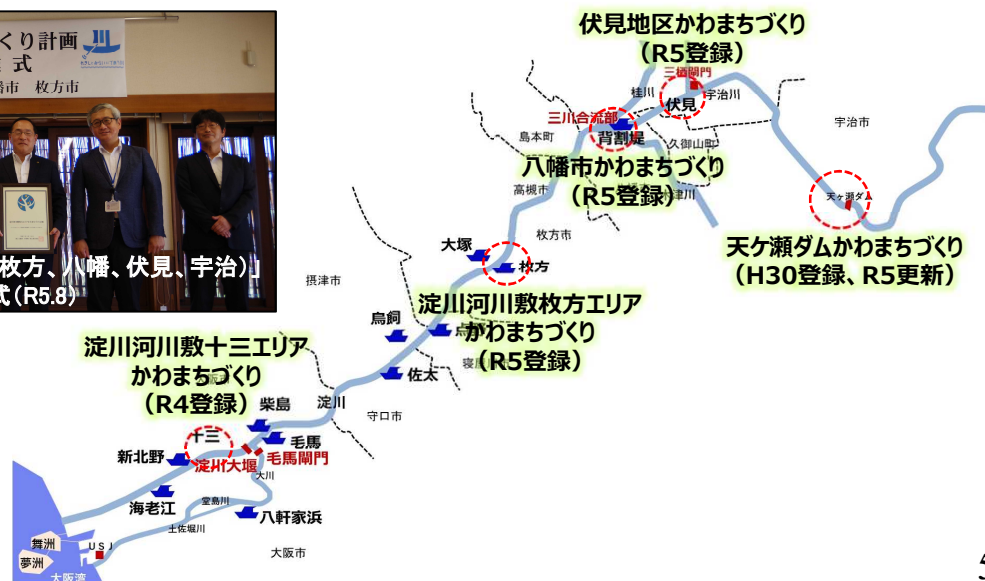 くり計画
式
幡市 枚方市
枚方、八幡、伏見、宇治)」
式(R5.8)
伏見地区かわまちづくり
(R5登録)
三栖閘門
桂川
伏見
宇治川
宇治市
三川合流部
背割堤
島本町
久御山町
八幡市かわまちづくり
(R5登録)
木津川
高槻市
天ヶ瀬ダム
枚方市
大塚
枚方
天ケ瀬ダムかわまちづくり
(H30登録、R5更新)
摂津市
淀川河川敷枚方エリア
かわまちづくり
(R5登録)
鳥飼
寝屋川市
佐太
淀川河川敷十三エリア
かわまちづくり
(R4登録)
大阪市
柴島
淀川
守口市
十三
毛馬
新北野
淀川大堰
毛馬閘門
大川
海老江
堂島川
八軒家浜
土佐堀川
舞洲
USJ
大阪市
夢洲
大阪湾